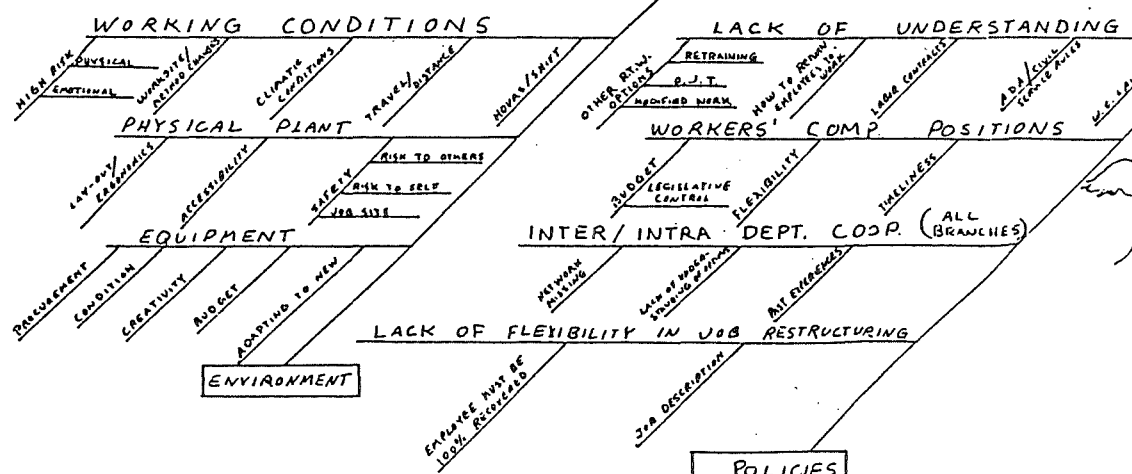 WORKING CONDITIONS
HIGH RISK
PHYSICAL
EMOTIONAL
WORKSITE/
METHOD CHANGES
CLIMATIC
CONDITIONS
TRAVEL/
DISTANCE
HOURS/SHIFT
PHYSICAL PLANT
LAY-OUT/
ERGONOMICS
ACCESSIBILITY
SAFETY
RISK TO OTHERS
RISK TO SELF
JOB SITE
EQUIPMENT
PROCUREMENT
CONDITION
CREATIVITY
BUDGET
ADAPTING TO NEW
ENVIRONMENT
LACK OF UNDERSTANDING
OTHER R.T.W.
OPTIONS
RETRAINING
O.J.T.
MODIFIED WORK
HOW TO RETURN
EMPLOYEES TO
WORK
LABOR CONTRACTS
ADA/CIVIL
SERVICE RULES
WORKERS' COMP. POSITIONS
BUDGET
LEGISLATIVE
CONTROL
FLEXIBILITY
TIMELINESS
INTER/INTRA DEPT. COOP. (ALL
BRANCHES)
NETWORK
MISSING
LACK OF UNDER-
STANDING OF
PAST EXPERIENCES
LACK OF FLEXIBILITY IN JOB RESTRUCTURING
EMPLOYEE MUST BE
100% RECOVERED
JOB DESCRIPTION
POLICIES